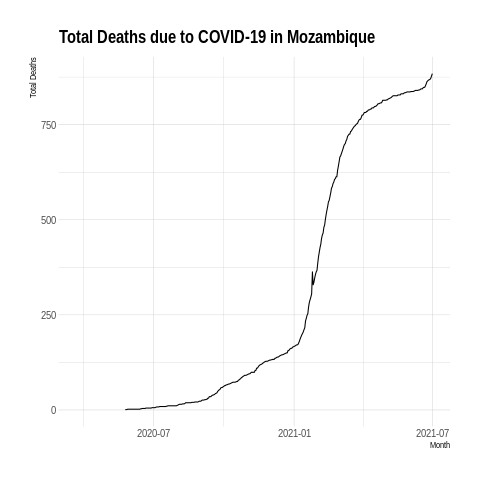 Total Deaths due to COVID-19 in Mozambique
Total Deaths
750
500
250
0
2020-07
2021-01
2021-07
Month